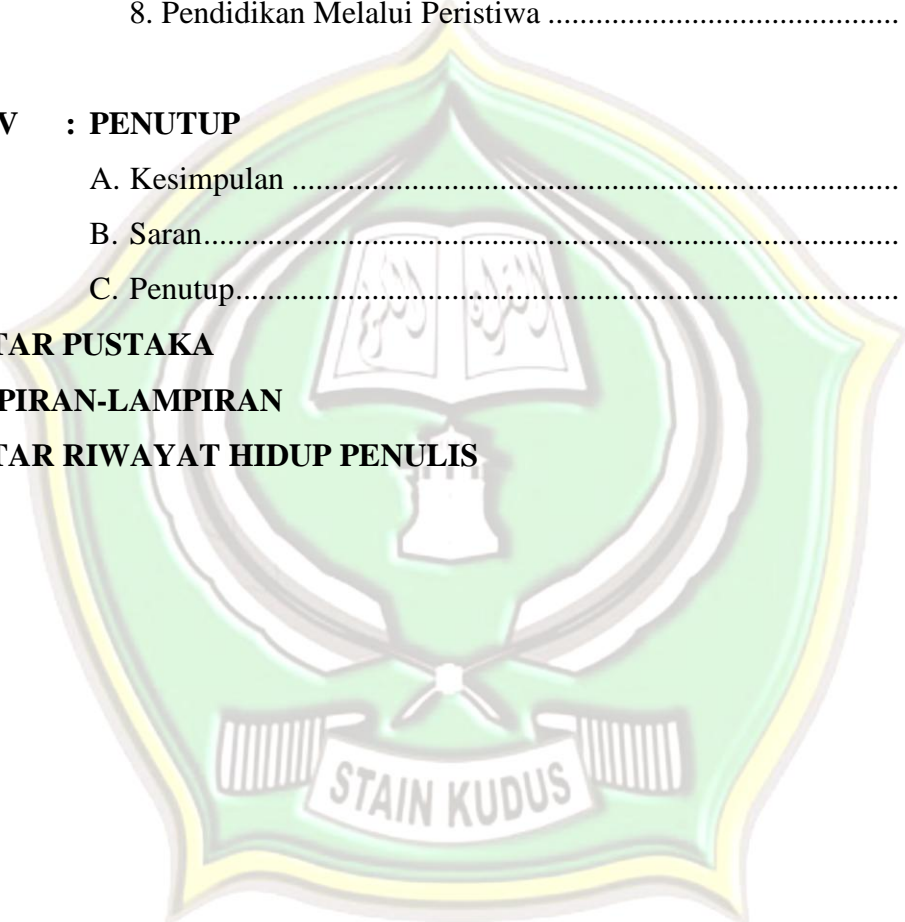 8. Pendidikan Melalui Peristiwa ............................................
V : PENUTUP
A. Kesimpulan ............................................................................
B. Saran.......................................................................................
C. Penutup...................................................................................
TAR PUSTAKA
PIRAN-LAMPIRAN
TAR RIWAYAT HIDUP PENULIS
STAIN KUDUS